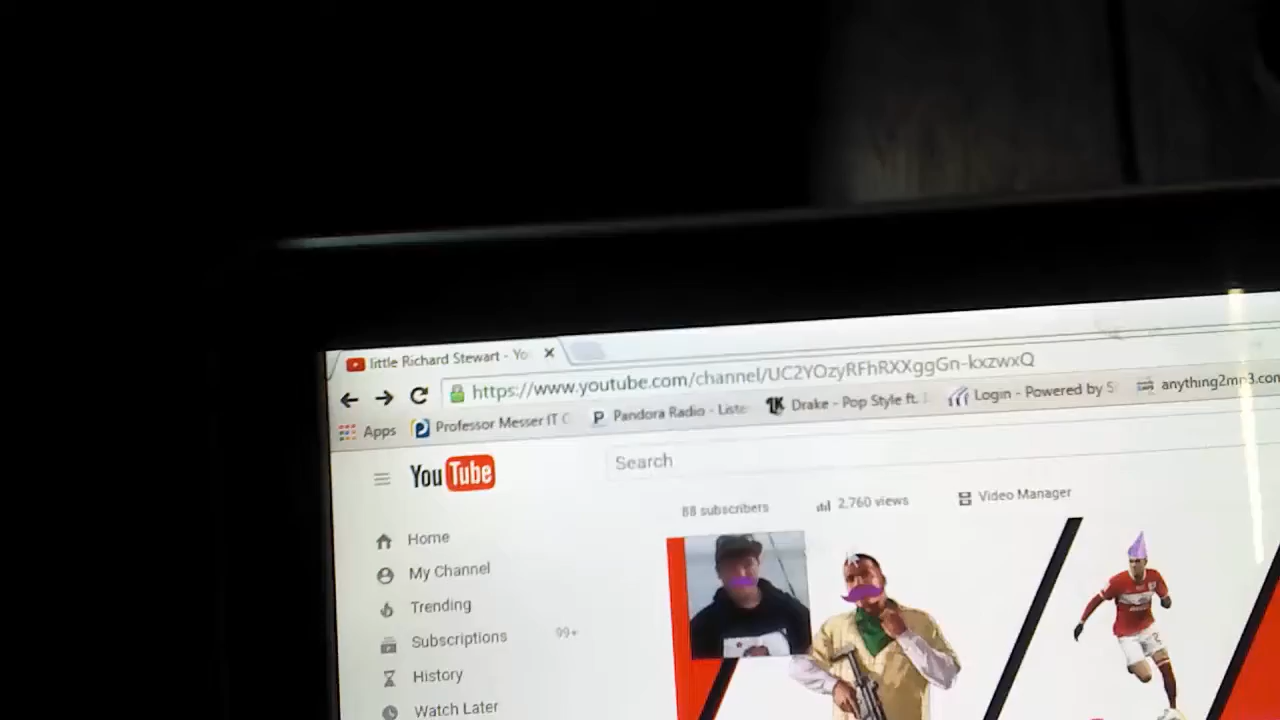 little Richard Stewart - Yo
https://www.youtube.com/channel/UC2YOzyRFhRXXggGn-kxzwxQ
Apps Professor Messer IT C Pandora Radio - Liste Drake - Pop Style ft. Login - Powered by S anything2mp3.com
YouTube
Search
88 subscribers 2,760 views Video Manager
Home
My Channel
Trending
Subscriptions 99+
History
Watch Later